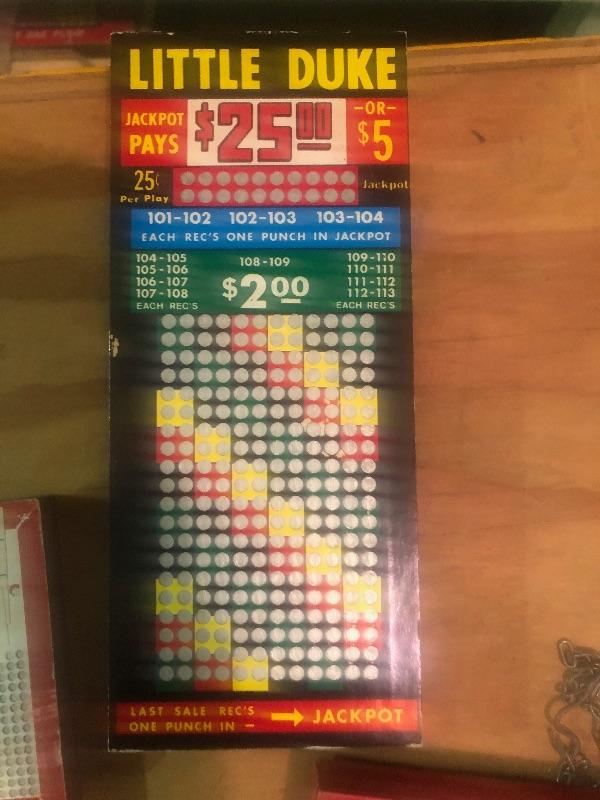 LITTLE DUKE
JACKPOT PAYS $25.00 -OR- $5
25¢ Per Play
Jackpot
101-102 102-103 103-104
EACH REC'S ONE PUNCH IN JACKPOT
104-105
105-106
106-107
107-108
EACH REC'S
108-109
$2.00
109-110
110-111
111-112
112-113
EACH REC'S
LAST SALE REC'S
ONE PUNCH IN —
→ JACKPOT